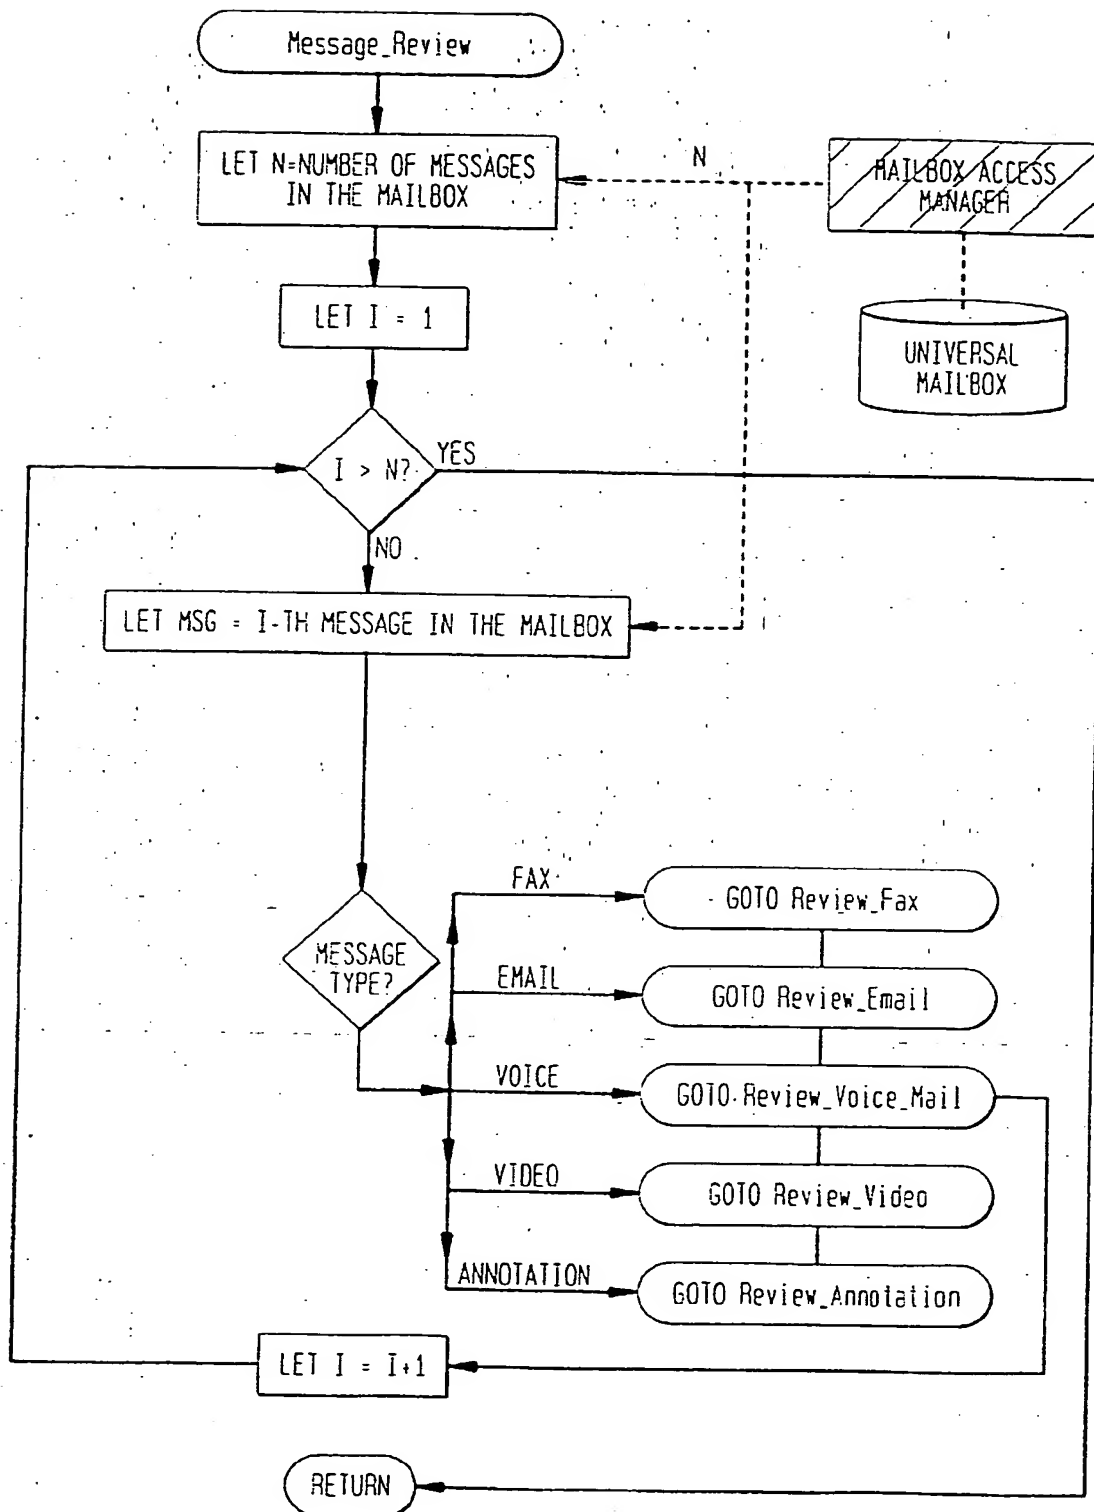 Message_Review
LET N=NUMBER OF MESSAGES
IN THE MAILBOX
N
MAILBOX ACCESS
MANAGER
LET I = 1
UNIVERSAL
MAILBOX
I > N?
YES
NO
LET MSG = I-TH MESSAGE IN THE MAILBOX
MESSAGE
TYPE?
FAX
GOTO Review_Fax
EMAIL
GOTO Review_Email
VOICE
GOTO Review_Voice_Mail
VIDEO
GOTO Review_Video
ANNOTATION
GOTO Review_Annotation
LET I = I+1
RETURN